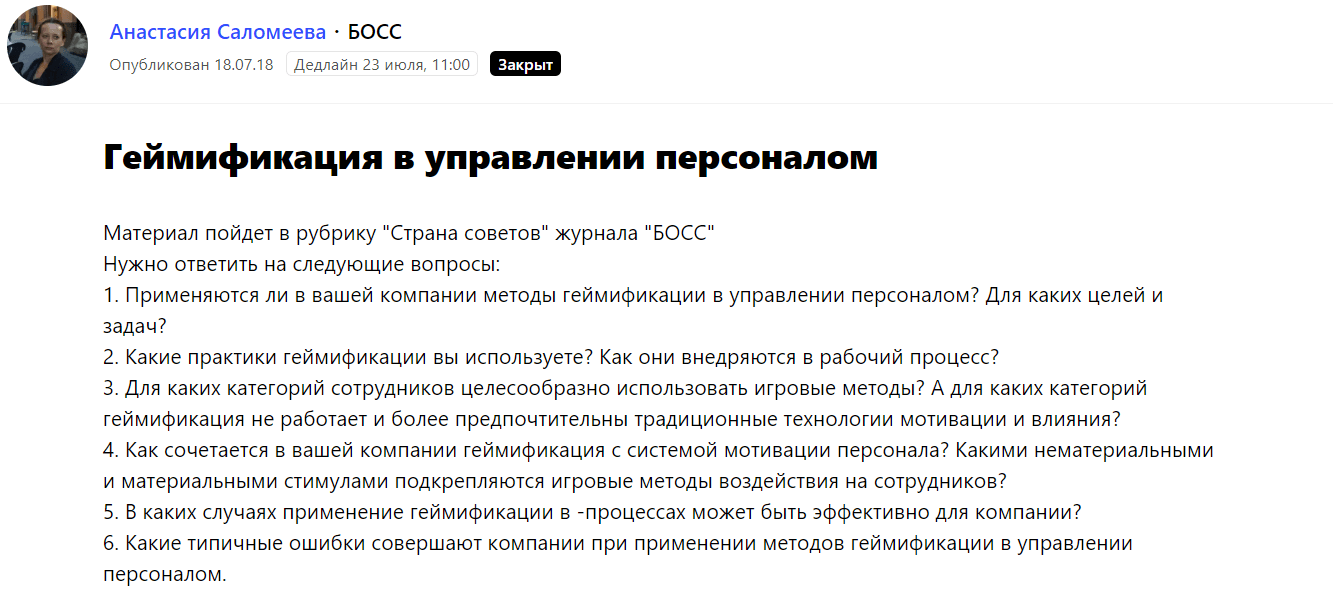 Анастасия Саломеева · БОСС
Опубликован 18.07.18 Дедлайн 23 июля, 11:00 Закрыт
Геймификация в управлении персоналом
Материал пойдет в рубрику "Страна советов" журнала "БОСС"
Нужно ответить на следующие вопросы:
1. Применяются ли в вашей компании методы геймификации в управлении персоналом? Для каких целей и
задач?
2. Какие практики геймификации вы используете? Как они внедряются в рабочий процесс?
3. Для каких категорий сотрудников целесообразно использовать игровые методы? А для каких категорий
геймификация не работает и более предпочтительны традиционные технологии мотивации и влияния?
4. Как сочетается в вашей компании геймификация с системой мотивации персонала? Какими нематериальными
и материальными стимулами подкрепляются игровые методы воздействия на сотрудников?
5. В каких случаях применение геймификации в -процессах может быть эффективно для компании?
6. Какие типичные ошибки совершают компании при применении методов геймификации в управлении
персоналом.